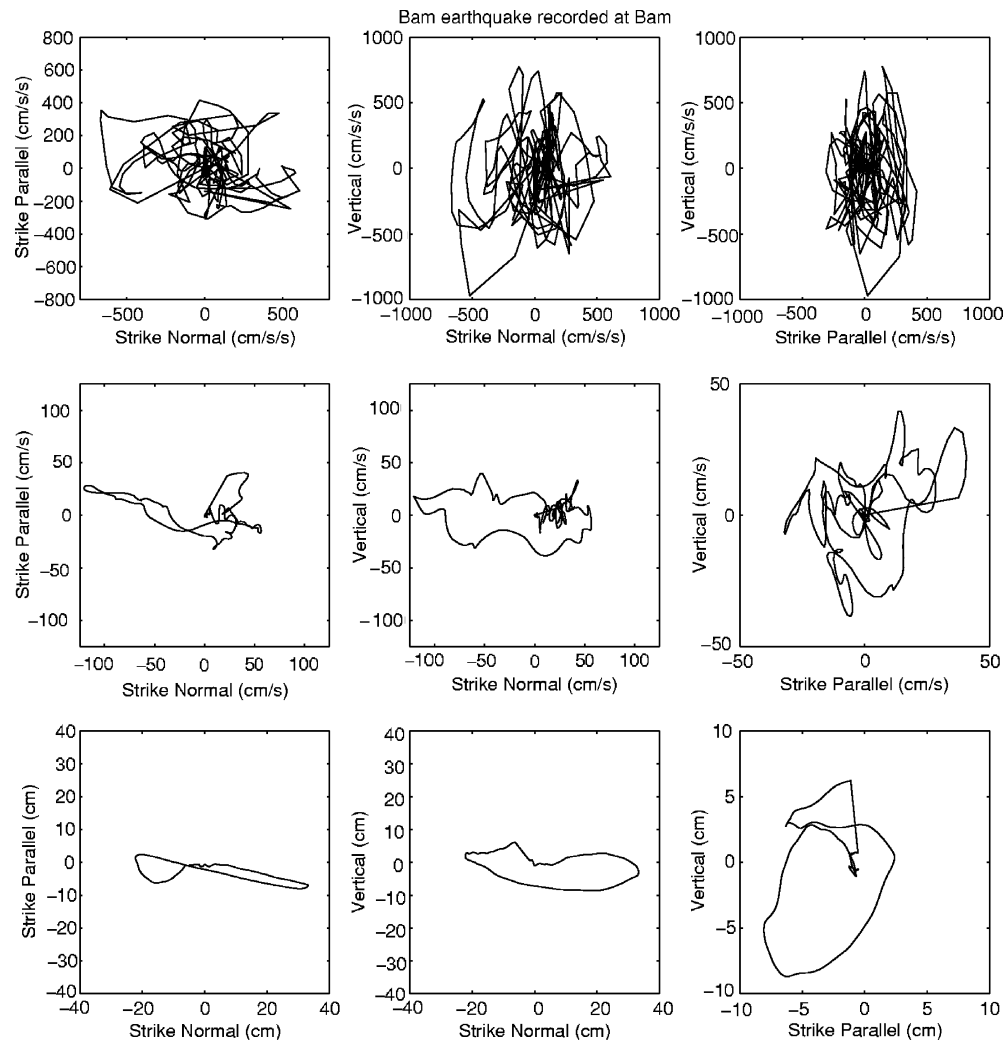 Bam earthquake recorded at Bam
800
600
400
200
0
−200
−400
−600
−800
Strike Parallel (cm/s/s)
−500 0 500
Strike Normal (cm/s/s)
1000
500
0
−500
−1000
Vertical (cm/s/s)
−1000 −500 0 500 1000
Strike Normal (cm/s/s)
1000
500
0
−500
−1000
Vertical (cm/s/s)
−1000 −500 0 500 1000
Strike Parallel (cm/s/s)
100
50
0
−50
−100
Strike Parallel (cm/s)
−100 −50 0 50 100
Strike Normal (cm/s)
100
50
0
−50
−100
Vertical (cm/s)
−100 −50 0 50 100
Strike Normal (cm/s)
50
0
−50
Vertical (cm/s)
−50 0 50
Strike Parallel (cm/s)
40
30
20
10
0
−10
−20
−30
−40
Strike Parallel (cm)
−40 −20 0 20 40
Strike Normal (cm)
40
30
20
10
0
−10
−20
−30
−40
Vertical (cm)
−40 −20 0 20 40
Strike Normal (cm)
10
5
0
−5
−10
Vertical (cm)
−10 −5 0 5 10
Strike Parallel (cm)